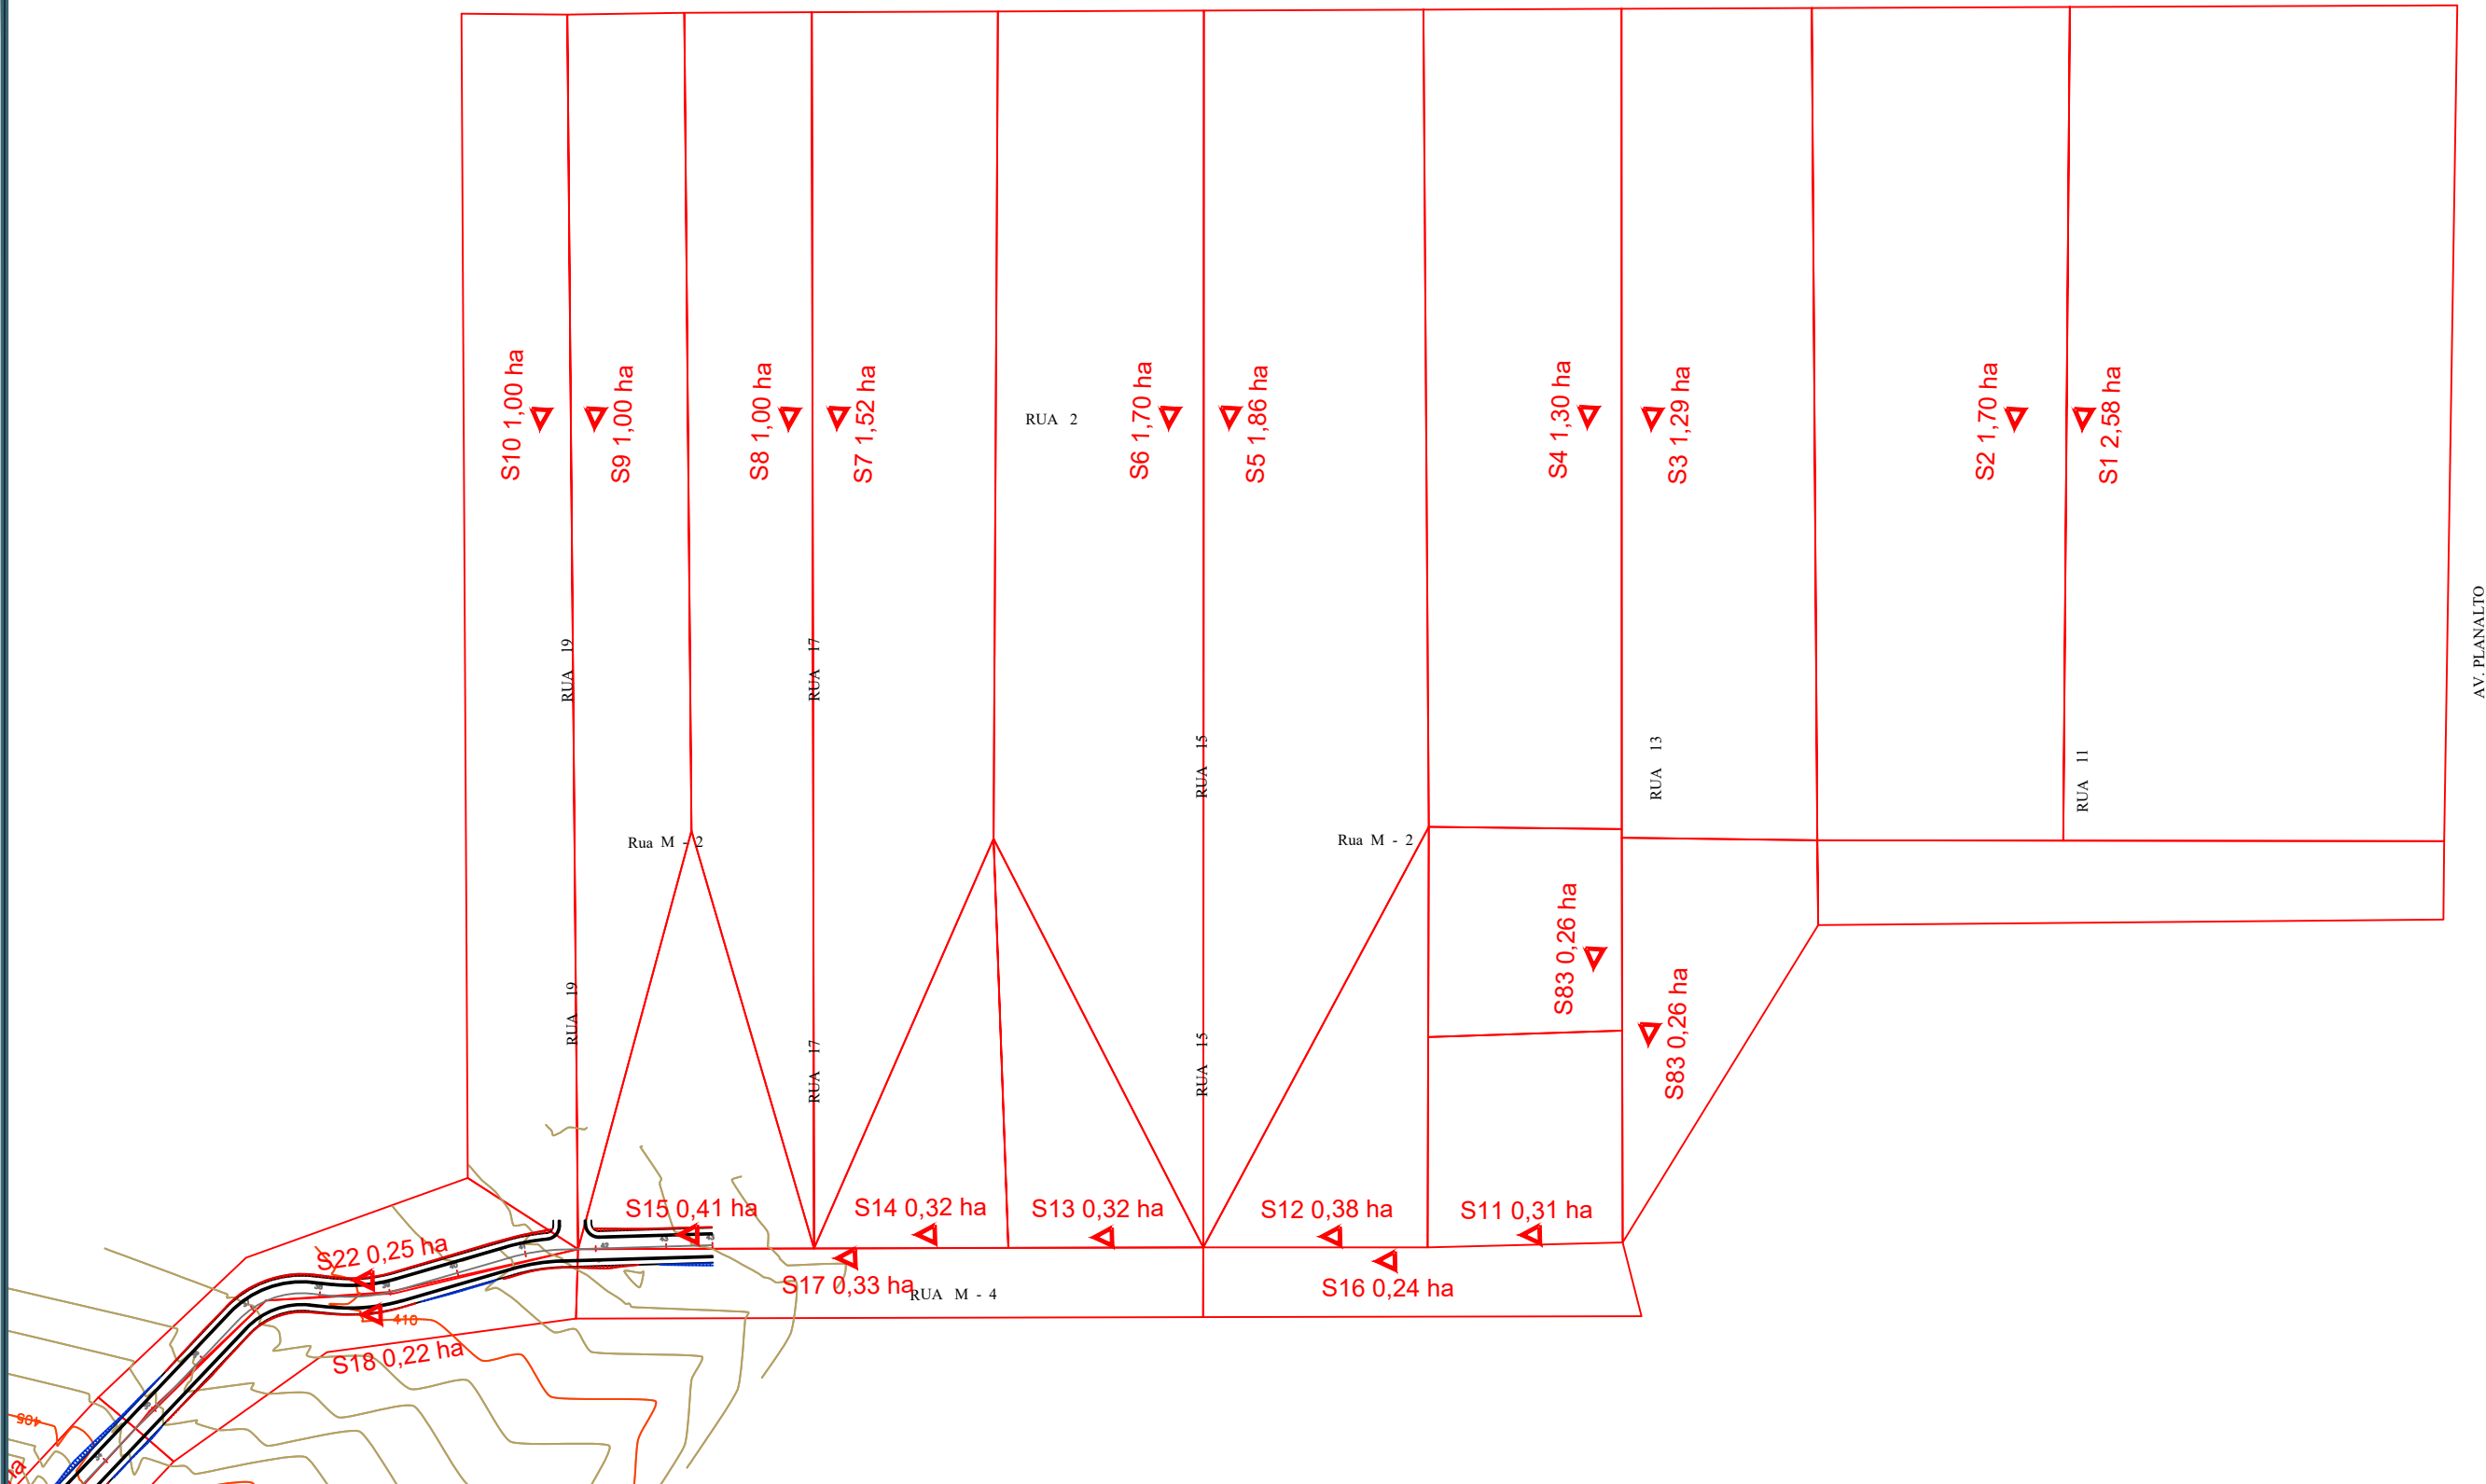 S10 1,00 ha
S9 1,00 ha
S8 1,00 ha
S7 1,52 ha
RUA 2
S6 1,70 ha
S5 1,86 ha
S4 1,30 ha
S3 1,29 ha
S2 1,70 ha
S1 2,58 ha
AV. PLANALTO
RUA 19
RUA 17
RUA 15
RUA 13
RUA 11
Rua M - 2
Rua M - 2
S83 0,26 ha
S83 0,26 ha
RUA 19
RUA 17
RUA 15
S15 0,41 ha
S14 0,32 ha
S13 0,32 ha
S12 0,38 ha
S11 0,31 ha
S22 0,25 ha
S17 0,33 ha
RUA M - 4
S16 0,24 ha
410
S18 0,22 ha
405
ha